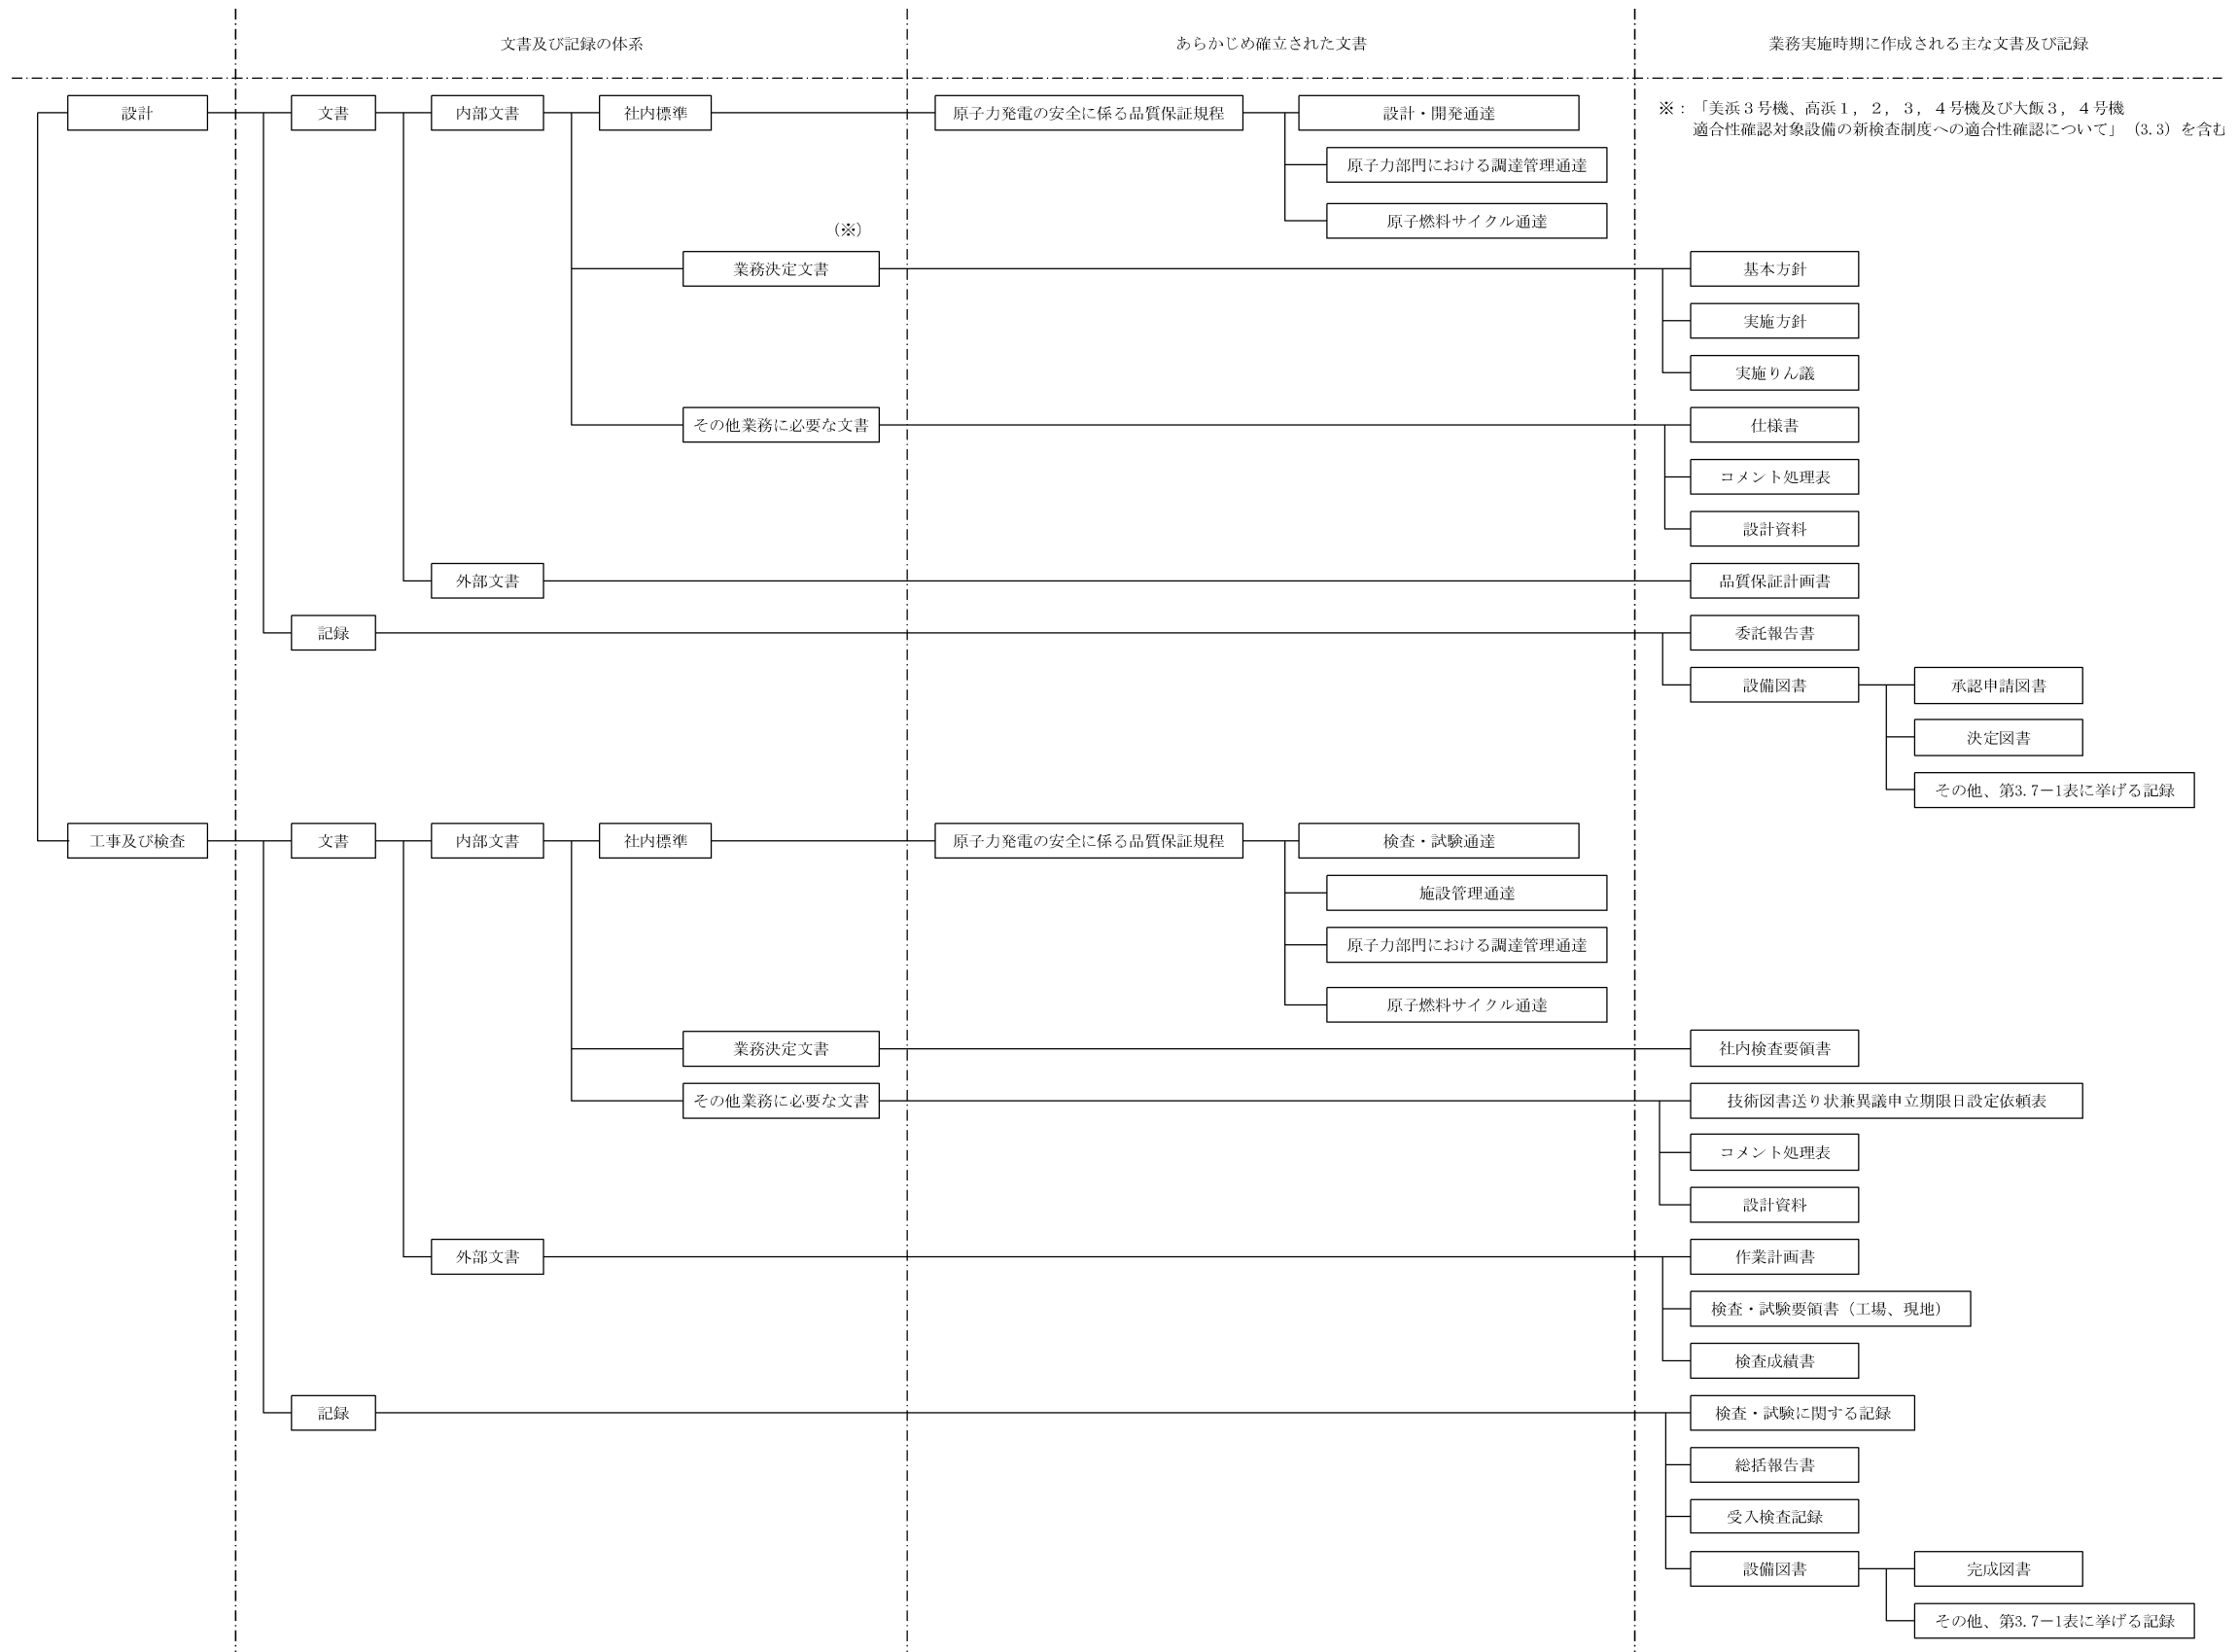 文書及び記録の体系
あらかじめ確立された文書
業務実施時期に作成される主な文書及び記録
設計
文書
内部文書
社内標準
原子力発電の安全に係る品質保証規程
設計・開発通達
※：「美浜３号機、高浜１，２，３，４号機及び大飯３，４号機
適合性確認対象設備の新検査制度への適合性確認について」（3.3）を含む
原子力部門における調達管理通達
原子燃料サイクル通達
（※）
業務決定文書
基本方針
実施方針
実施りん議
その他業務に必要な文書
仕様書
コメント処理表
設計資料
外部文書
品質保証計画書
記録
委託報告書
設備図書
承認申請図書
決定図書
その他、第3.7－1表に挙げる記録
工事及び検査
文書
内部文書
社内標準
原子力発電の安全に係る品質保証規程
検査・試験通達
施設管理通達
原子力部門における調達管理通達
原子燃料サイクル通達
業務決定文書
社内検査要領書
その他業務に必要な文書
技術図書送り状兼異議申立期限日設定依頼表
コメント処理表
設計資料
外部文書
作業計画書
検査・試験要領書（工場、現地）
検査成績書
記録
検査・試験に関する記録
総括報告書
受入検査記録
設備図書
完成図書
その他、第3.7－1表に挙げる記録